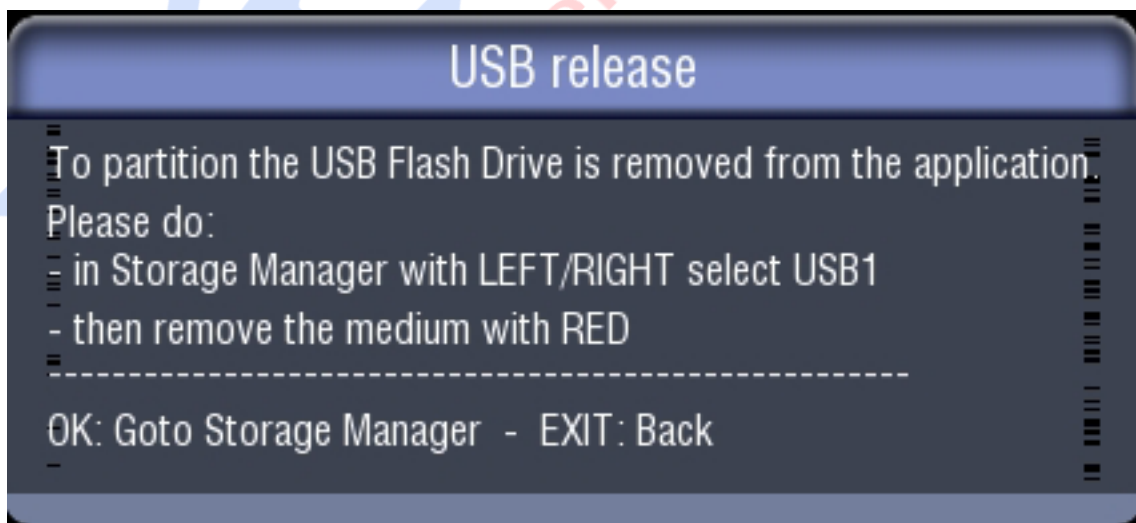 USB release
To partition the USB Flash Drive is removed from the application.
Please do:
- in Storage Manager with LEFT/RIGHT select USB1
- then remove the medium with RED
------------------------------------------------------
OK: Goto Storage Manager - EXIT: Back